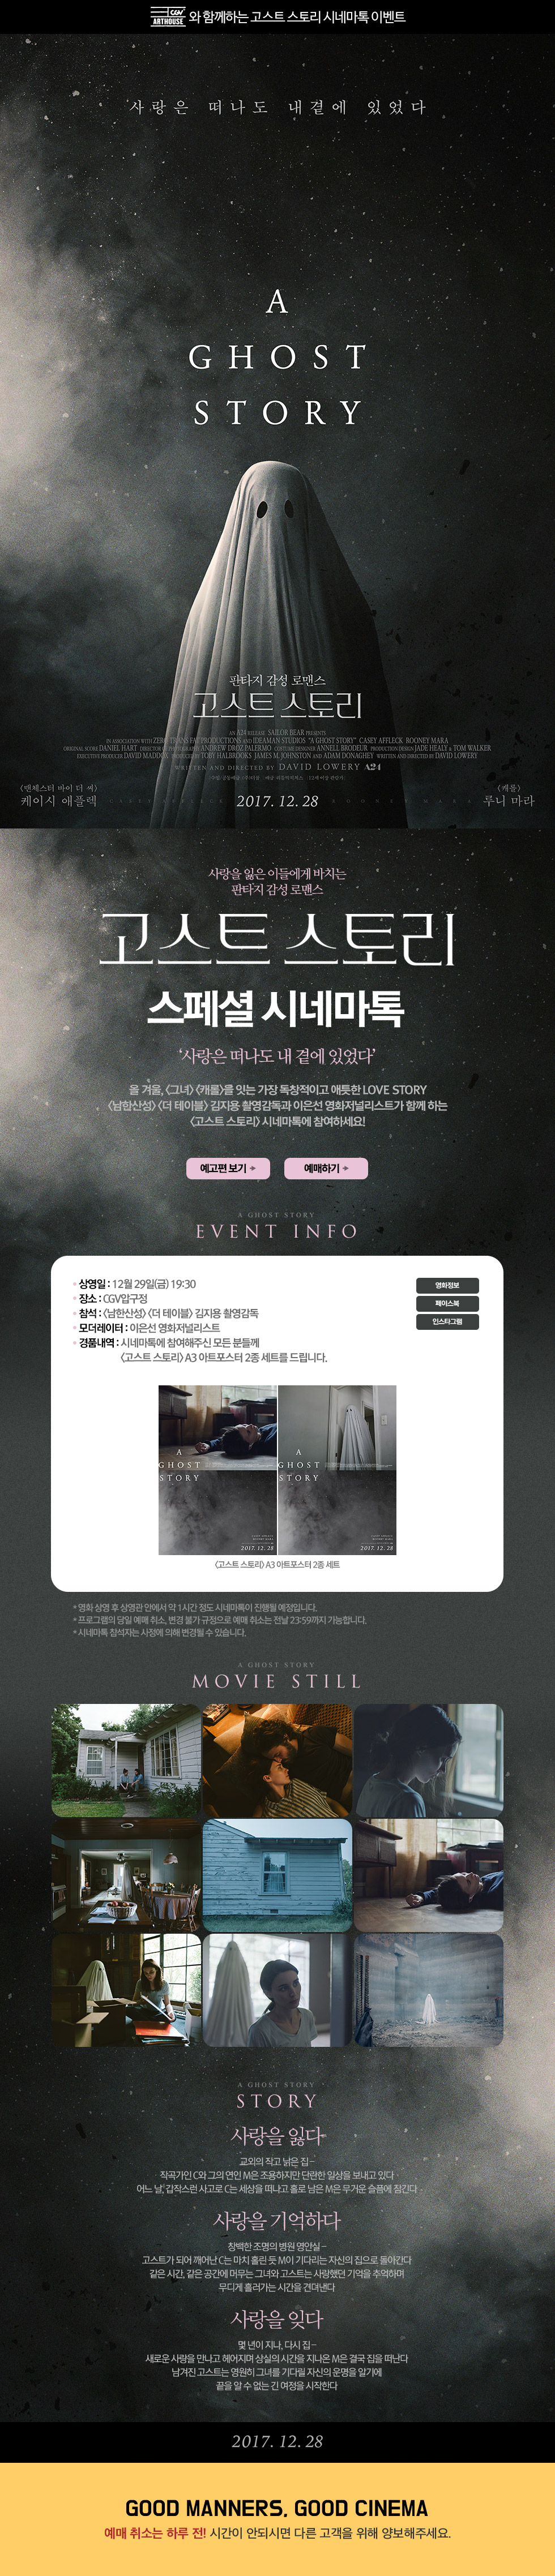 CGV
ARTHOUSE 와 함께하는 고스트 스토리 시네마톡 이벤트
사랑은 떠나도 내곁에 있었다
A
GHOST
STORY
판타지 감성 로맨스
고스트 스토리
AN A24 RELEASE SAILOR BEAR PRESENTS
IN ASSOCIATION WITH ZERO TRANS FAT PRODUCTIONS AND IDEAMAN STUDIOS "A GHOST STORY" CASEY AFFLECK ROONEY MARA
ORIGINAL SCORE DANIEL HART DIRECTOR OF PHOTOGRAPHY ANDREW DROZ PALERMO COSTUME DESIGNER ANNELL BRODEUR PRODUCTION DESIGN JADE HEALY & TOM WALKER
EXECUTIVE PRODUCER DAVID MADDOX PRODUCED BY TOBY HALBROOKS JAMES M. JOHNSTON AND ADAM DONAGHEY WRITTEN AND DIRECTED BY DAVID LOWERY
WRITTEN AND DIRECTED BY DAVID LOWERY A24
<맨체스터 바이 더 씨>
케이시 애플렉
2017. 12. 28
<캐롤>
루니 마라
사랑을 잃은 이들에게 바치는
판타지 감성 로맨스
고스트 스토리
스페셜 시네마톡
‘사랑은 떠나도 내 곁에 있었다’
올 겨울, <그녀> <캐롤>을 잇는 가장 독창적이고 애틋한 LOVE STORY
<남한산성> <더 테이블> 김지용 촬영감독과 이은선 영화저널리스트가 함께 하는
<고스트 스토리> 시네마톡에 참여하세요!
예고편 보기
예매하기
A GHOST STORY
EVENT INFO
상영일 : 12월 29일(금) 19:30
장소 : CGV압구정
참석 : <남한산성> <더 테이블> 김지용 촬영감독
모더레이터 : 이은선 영화저널리스트
경품내역 : 시네마톡에 참여해주신 모든 분들께
<고스트 스토리> A3 아트포스터 2종 세트를 드립니다.
영화정보
페이스북
인스타그램
A
GHOST
STORY
2017. 12. 28
A
GHOST
STORY
2017. 12. 28
<고스트 스토리> A3 아트포스터 2종 세트
* 영화 상영 후 상영관 안에서 약 1시간 정도 시네마톡이 진행될 예정입니다.
* 프로그램의 당일 예매 취소, 변경 불가 규정으로 예매 취소는 전날 23:59까지 가능합니다.
* 시네마톡 참석자는 사정에 의해 변경될 수 있습니다.
A GHOST STORY
MOVIE STILL
A GHOST STORY
STORY
사랑을 잃다
교외의 작고 낡은 집 –
작곡가인 C와 그의 연인 M은 조용하지만 단란한 일상을 보내고 있다
어느 날, 갑작스런 사고로 C는 세상을 떠나고 홀로 남은 M은 무거운 슬픔에 잠긴다
사랑을 기억하다
창백한 조명의 병원 영안실 –
고스트가 되어 깨어난 C는 마치 홀린 듯 M이 기다리는 자신의 집으로 돌아간다
같은 시간, 같은 공간에 머무는 그녀와 고스트는 사랑했던 기억을 추억하며
무디게 흘러가는 시간을 견뎌낸다
사랑을 잊다
몇 년이 지나, 다시 집 –
새로운 사랑을 만나고 헤어지며 상실의 시간을 지나온 M은 결국 집을 떠난다
남겨진 고스트는 영원히 그녀를 기다릴 자신의 운명을 알기에
끝을 알 수 없는 긴 여정을 시작한다
2017. 12. 28
GOOD MANNERS, GOOD CINEMA
예매 취소는 하루 전! 시간이 안되시면 다른 고객을 위해 양보해주세요.